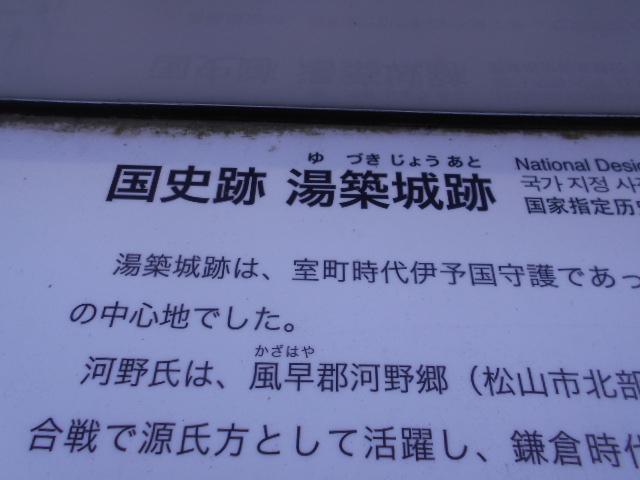 ゆ づき じょう あと
国史跡 湯築城跡
National Desi
국가 지정 사
国家指定历史
湯築城跡は、室町時代伊予国守護であっ
の中心地でした。
かざはや
河野氏は、風早郡河野郷（松山市北部
合戦で源氏方として活躍し、鎌倉時代